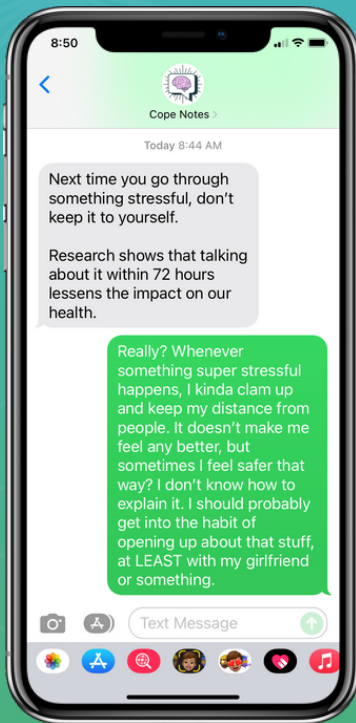 8:50
Cope Notes
Today 8:44 AM
Next time you go through
something stressful, don't
keep it to yourself.
Research shows that talking
about it within 72 hours
lessens the impact on our
health.
Really? Whenever
something super stressful
happens, I kinda clam up
and keep my distance from
people. It doesn't make me
feel any better, but
sometimes I feel safer that
way? I don't know how to
explain it. I should probably
get into the habit of
opening up about that stuff,
at LEAST with my girlfriend
or something.
Text Message